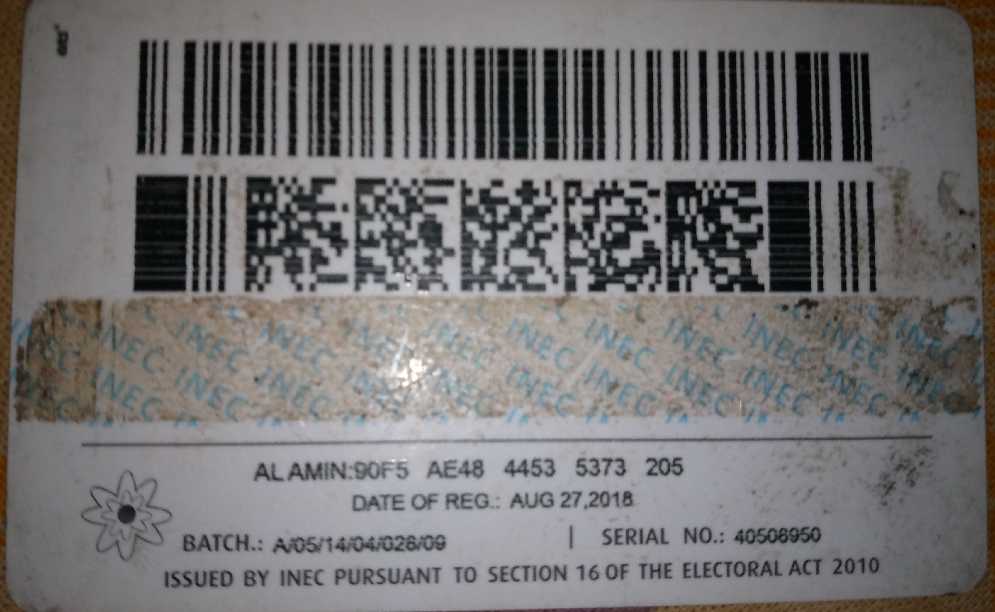 INEC INEC INEC INEC INEC INEC INEC INEC INEC
INEC INEC INEC INEC INEC INEC INEC INEC INEC
ALAMIN:90F5 AE48 4453 5373 205
DATE OF REG.: AUG 27,2018
BATCH.: A/05/14/04/026/09 | SERIAL NO.: 40506950
ISSUED BY INEC PURSUANT TO SECTION 16 OF THE ELECTORAL ACT 2010